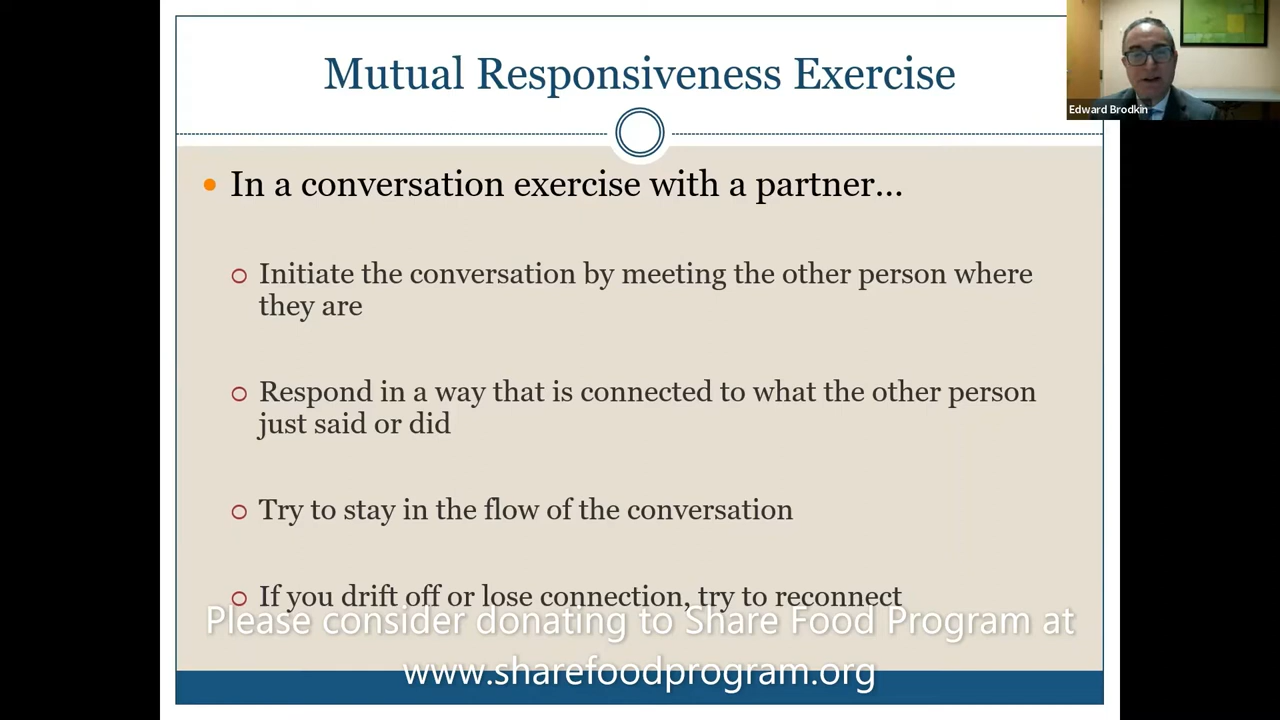 Mutual Responsiveness Exercise
Edward Brodkin
In a conversation exercise with a partner…
Initiate the conversation by meeting the other person where
they are
Respond in a way that is connected to what the other person
just said or did
Try to stay in the flow of the conversation
If you drift off or lose connection, try to reconnect
Please consider donating to Share Food Program at
www.sharefoodprogram.org